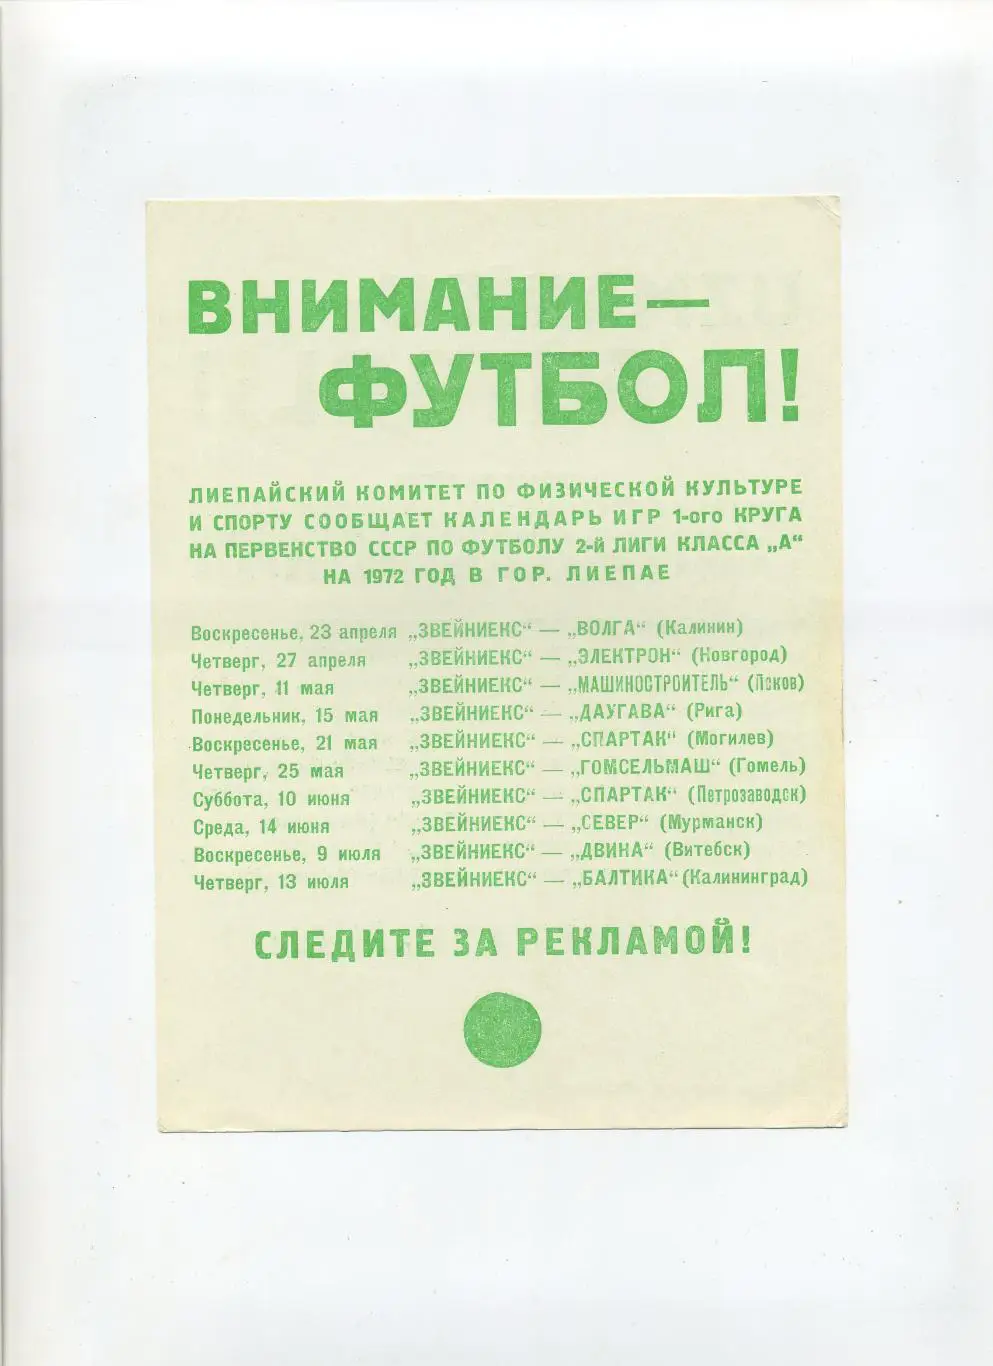 ВНИМАНИЕ —
ФУТБОЛ!
ЛИЕПАЙСКИЙ КОМИТЕТ ПО ФИЗИЧЕСКОЙ КУЛЬТУРЕ
И СПОРТУ СООБЩАЕТ КАЛЕНДАРЬ ИГР 1-ого КРУГА
НА ПЕРВЕНСТВО СССР ПО ФУТБОЛУ 2-й ЛИГИ КЛАССА „А“
НА 1972 ГОД В ГОР. ЛИЕПАЕ
Воскресенье, 23 апреля „ЗВЕЙНИЕКС“ — „ВОЛГА“ (Калинин)
Четверг, 27 апреля „ЗВЕЙНИЕКС“ — „ЭЛЕКТРОН“ (Новгород)
Четверг, 11 мая „ЗВЕЙНИЕКС“ — „МАШИНОСТРОИТЕЛЬ“ (Псков)
Понедельник, 15 мая „ЗВЕЙНИЕКС“ — „ДАУГАВА“ (Рига)
Воскресенье, 21 мая „ЗВЕЙНИЕКС“ — „СПАРТАК“ (Могилев)
Четверг, 25 мая „ЗВЕЙНИЕКС“ — „ГОМСЕЛЬМАШ“ (Гомель)
Суббота, 10 июня „ЗВЕЙНИЕКС“ — „СПАРТАК“ (Петрозаводск)
Среда, 14 июня „ЗВЕЙНИЕКС“ — „СЕВЕР“ (Мурманск)
Воскресенье, 9 июля „ЗВЕЙНИЕКС“ — „ДВИНА“ (Витебск)
Четверг, 13 июля „ЗВЕЙНИЕКС“ — „БАЛТИКА“ (Калининград)
СЛЕДИТЕ ЗА РЕКЛАМОЙ!